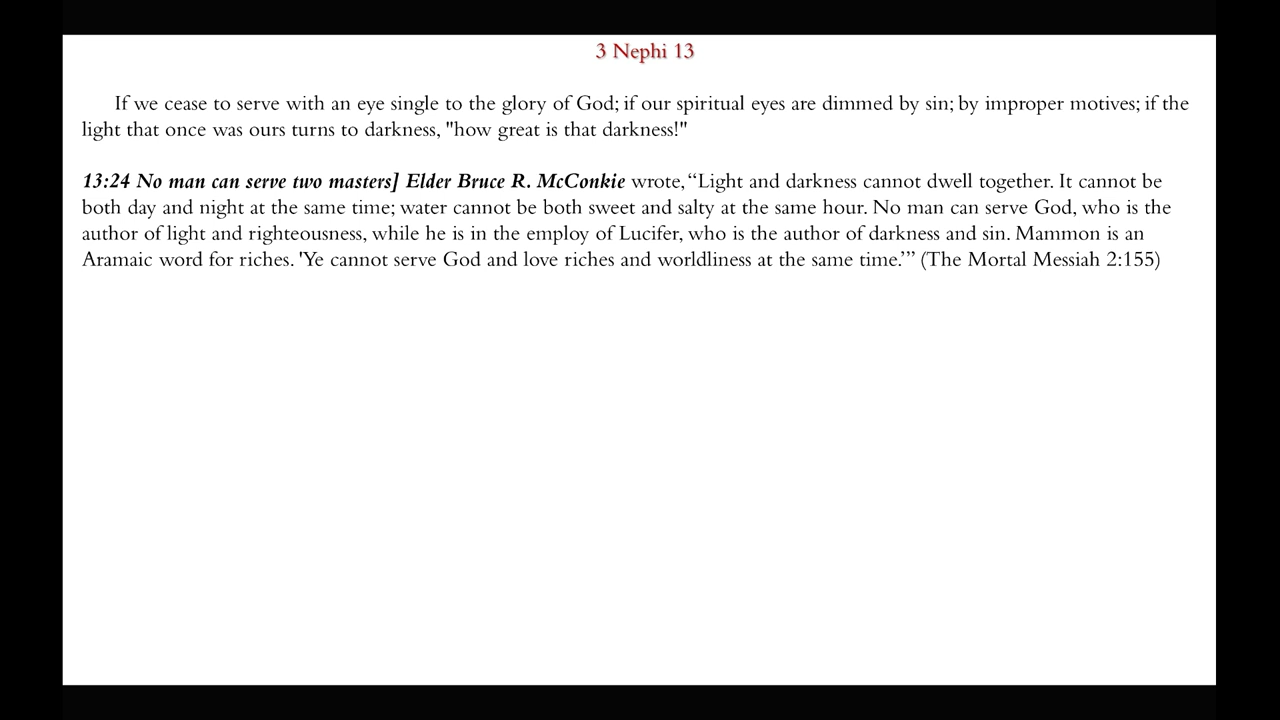 3 Nephi 13
If we cease to serve with an eye single to the glory of God; if our spiritual eyes are dimmed by sin; by improper motives; if the
light that once was ours turns to darkness, "how great is that darkness!"
13:24 No man can serve two masters] Elder Bruce R. McConkie wrote, “Light and darkness cannot dwell together. It cannot be
both day and night at the same time; water cannot be both sweet and salty at the same hour. No man can serve God, who is the
author of light and righteousness, while he is in the employ of Lucifer, who is the author of darkness and sin. Mammon is an
Aramaic word for riches. 'Ye cannot serve God and love riches and worldliness at the same time.’” (The Mortal Messiah 2:155)